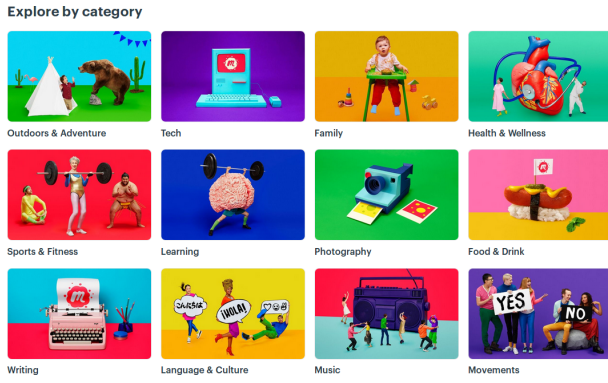 Explore by category
Outdoors & Adventure
Tech
Family
Health & Wellness
Sports & Fitness
Learning
Photography
Food & Drink
こんにちは
¡HOLA!
YES
NO
Writing
Language & Culture
Music
Movements